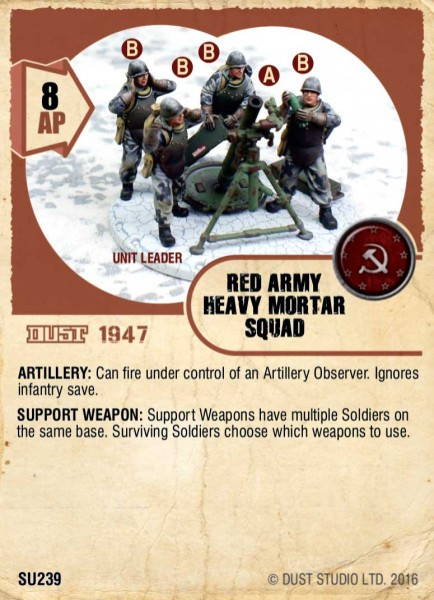 B
B
B
A
B
8
AP
UNIT LEADER
RED ARMY
HEAVY MORTAR
SQUAD
DUST 1947
ARTILLERY: Can fire under control of an Artillery Observer. Ignores
infantry save.
SUPPORT WEAPON: Support Weapons have multiple Soldiers on
the same base. Surviving Soldiers choose which weapons to use.
SU239
© DUST STUDIO LTD. 2016